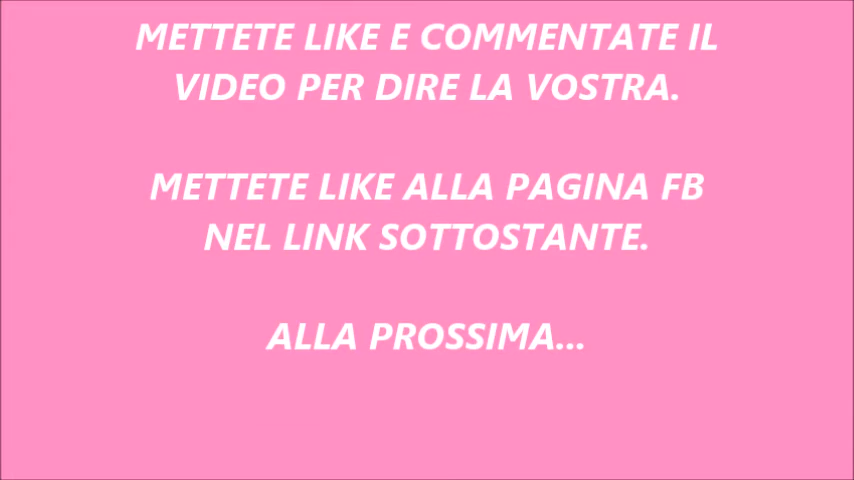 METTETE LIKE E COMMENTATE IL
VIDEO PER DIRE LA VOSTRA.
METTETE LIKE ALLA PAGINA FB
NEL LINK SOTTOSTANTE.
ALLA PROSSIMA...